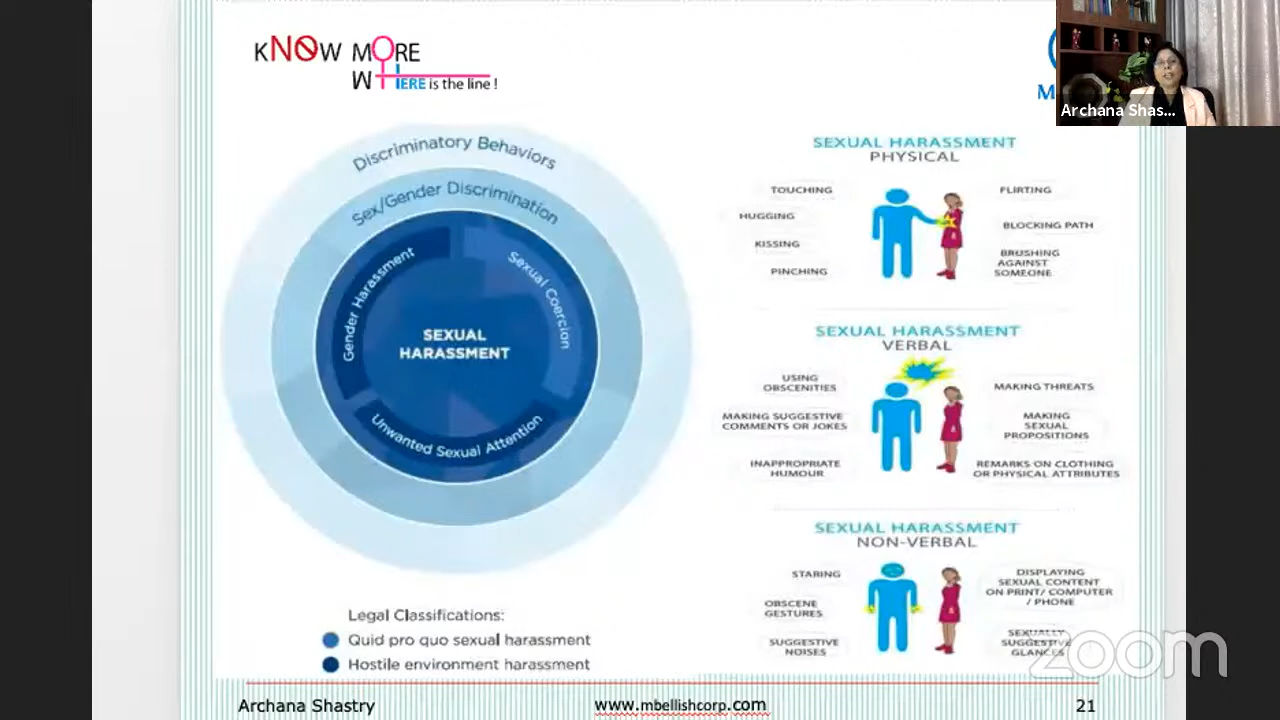 KNOW MORE
WHERE is the line !
Archana Shas...
Discriminatory Behaviors
Sex/Gender Discrimination
Gender Harassment
Sexual Coercion
SEXUAL
HARASSMENT
Unwanted Sexual Attention
Legal Classifications:
Quid pro quo sexual harassment
Hostile environment harassment
SEXUAL HARASSMENT
PHYSICAL
TOUCHING
HUGGING
KISSING
PINCHING
FLIRTING
BLOCKING PATH
BRUSHING
AGAINST
SOMEONE
SEXUAL HARASSMENT
VERBAL
USING
OBSCENITIES
MAKING SUGGESTIVE
COMMENTS OR JOKES
INAPPROPRIATE
HUMOUR
MAKING THREATS
MAKING
SEXUAL
PROPOSITIONS
REMARKS ON CLOTHING
OR PHYSICAL ATTRIBUTES
SEXUAL HARASSMENT
NON-VERBAL
STARING
OBSCENE
GESTURES
SUGGESTIVE
NOISES
DISPLAYING
SEXUAL CONTENT
ON PRINT/ COMPUTER
/ PHONE
SEXUALLY
SUGGESTIVE
GLANCES
zoom
Archana Shastry
www.mbellishcorp.com
21